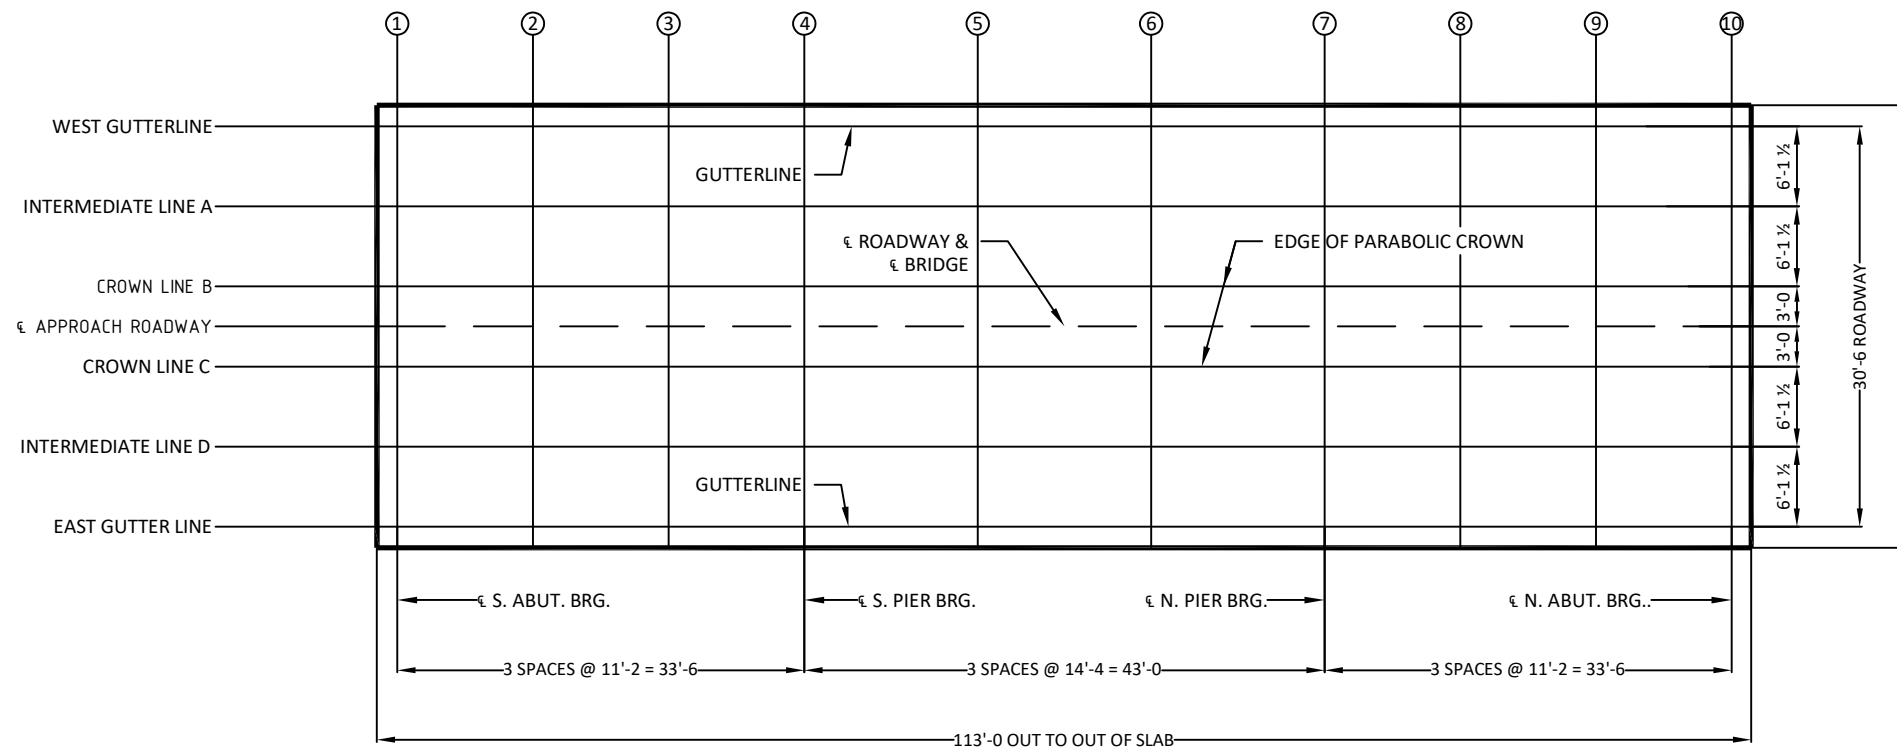 1 2 3 4 5 6 7 8 9 10
WEST GUTTERLINE
GUTTERLINE
6'-1 ½
INTERMEDIATE LINE A
℄ ROADWAY &
℄ BRIDGE
EDGE OF PARABOLIC CROWN
6'-1 ½
CROWN LINE B
3'-0
℄ APPROACH ROADWAY
3'-0
30'-6 ROADWAY
CROWN LINE C
6'-1 ½
INTERMEDIATE LINE D
GUTTERLINE
6'-1 ½
EAST GUTTER LINE
℄ S. ABUT. BRG.
℄ S. PIER BRG.
℄ N. PIER BRG.
℄ N. ABUT. BRG..
3 SPACES @ 11'-2 = 33'-6
3 SPACES @ 14'-4 = 43'-0
3 SPACES @ 11'-2 = 33'-6
113'-0 OUT TO OUT OF SLAB